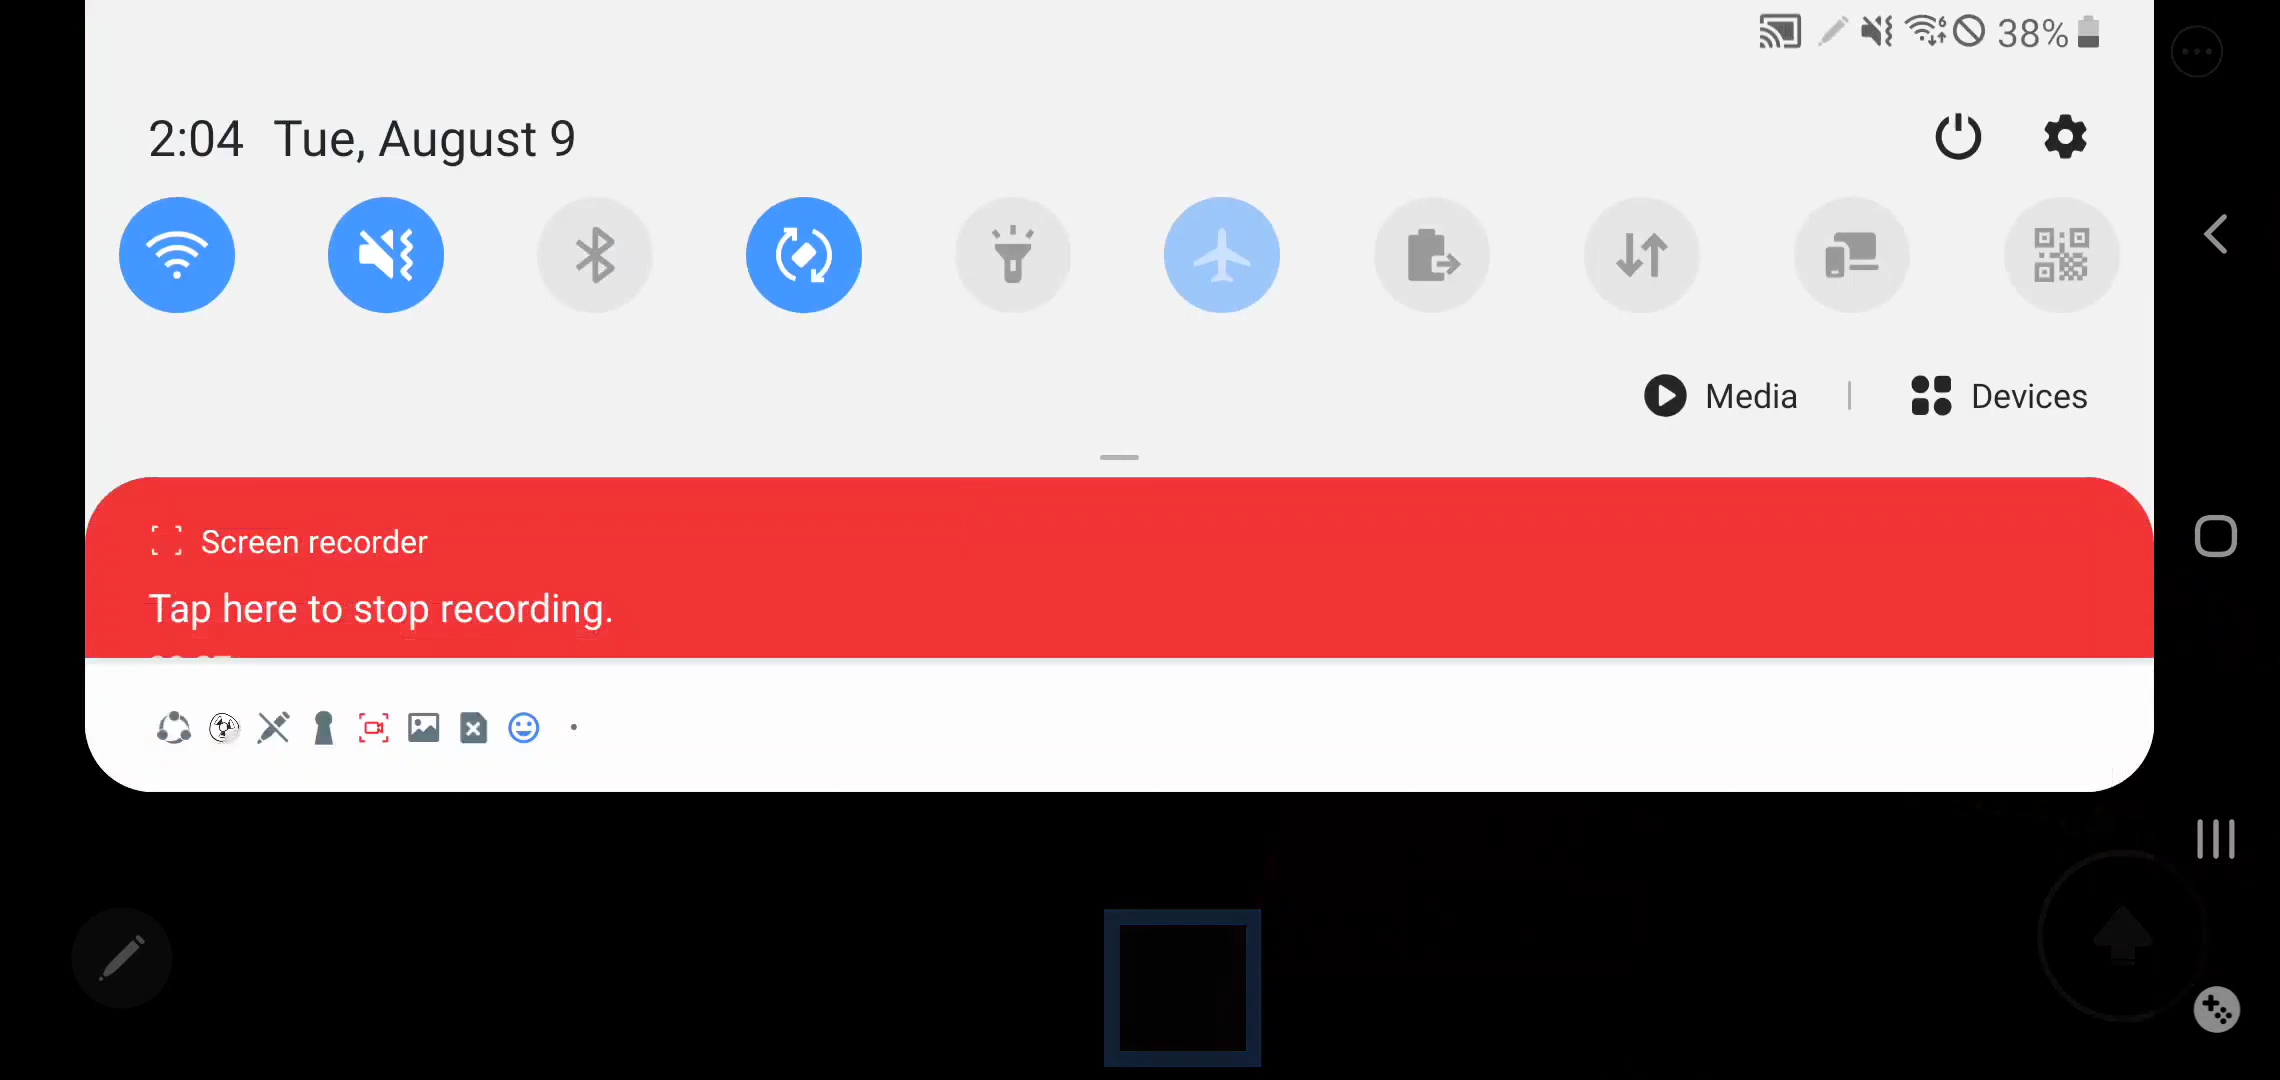 38%
2:04 Tue, August 9
Media | Devices
Screen recorder
Tap here to stop recording.